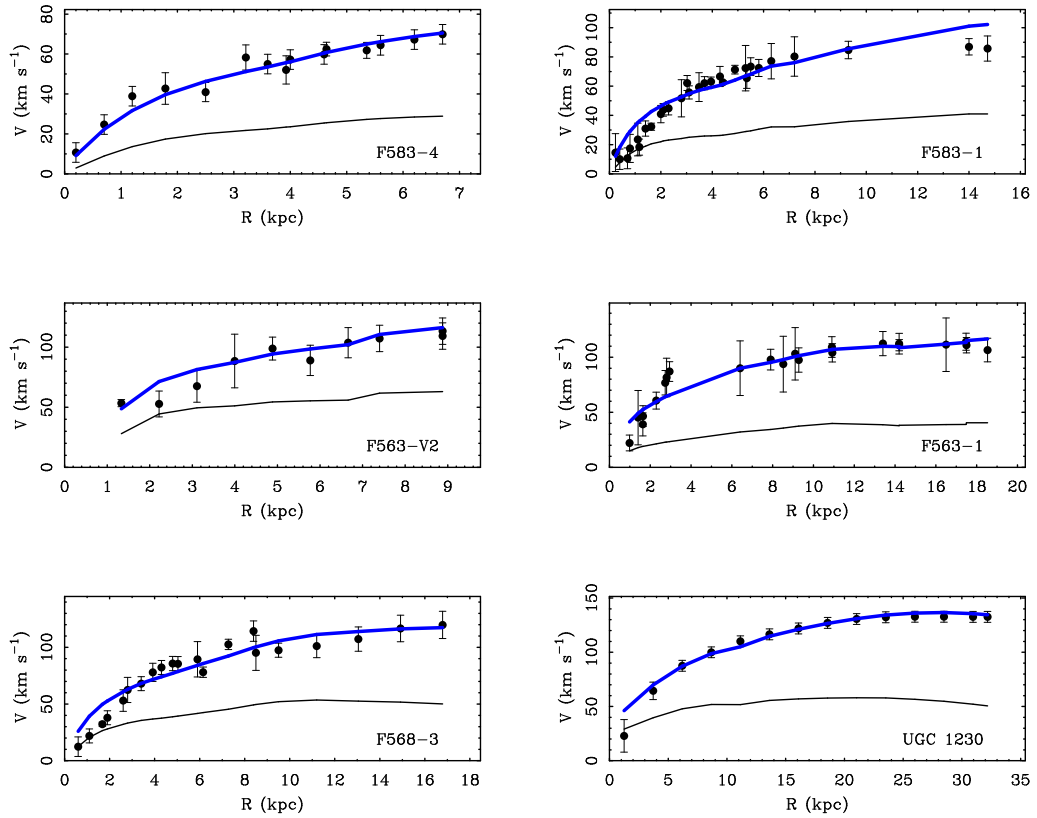 V (km s⁻¹)
0 20 40 60 80
F583-4
0 1 2 3 4 5 6 7
R (kpc)
V (km s⁻¹)
0 20 40 60 80 100
F583-1
0 2 4 6 8 10 12 14 16
R (kpc)
V (km s⁻¹)
0 50 100
F563-V2
0 1 2 3 4 5 6 7 8 9
R (kpc)
V (km s⁻¹)
0 50 100
F563-1
0 2 4 6 8 10 12 14 16 18 20
R (kpc)
V (km s⁻¹)
0 50 100
F568-3
0 2 4 6 8 10 12 14 16 18
R (kpc)
V (km s⁻¹)
0 50 100 150
UGC 1230
0 5 10 15 20 25 30 35
R (kpc)